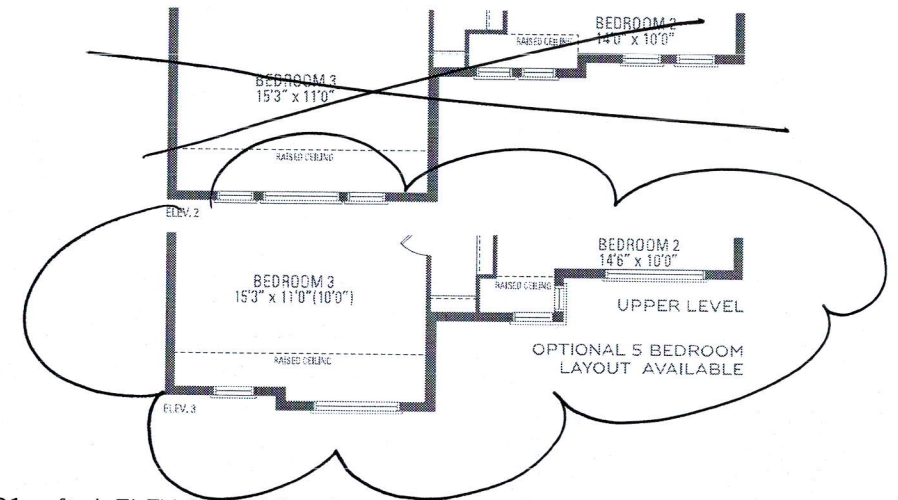 BEDROOM 2
14'0" x 10'0"
RAISED CEILING
BEDROOM 3
15'3" x 11'0"
RAISED CEILING
ELEV. 2
BEDROOM 2
14'6" x 10'0"
BEDROOM 3
15'3" x 11'0"(10'0")
RAISED CEILING
UPPER LEVEL
OPTIONAL 5 BEDROOM
LAYOUT AVAILABLE
RAISED CEILING
ELEV. 3